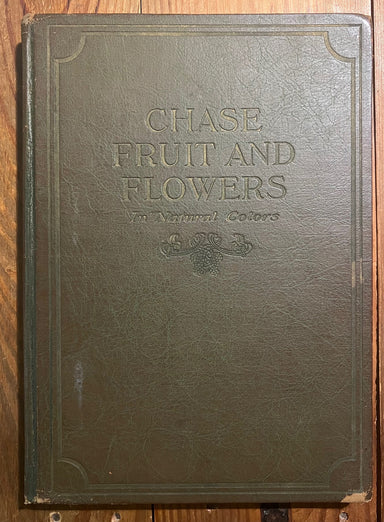 CHASE
FRUIT AND
FLOWERS
In Natural Colors